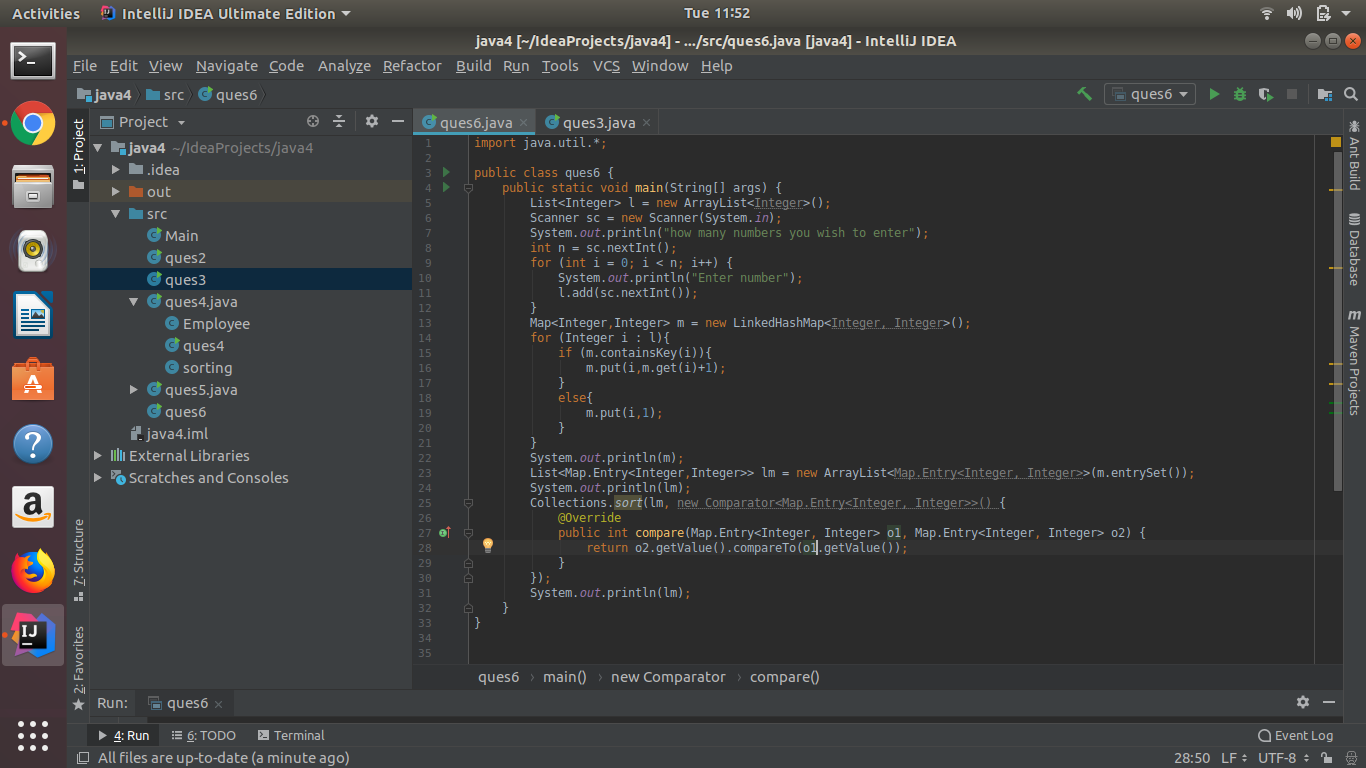 Activities IntelliJ IDEA Ultimate Edition Tue 11:52
java4 [~/IdeaProjects/java4] - .../src/ques6.java [java4] - IntelliJ IDEA
File Edit View Navigate Code Analyze Refactor Build Run Tools VCS Window Help
java4 src ques6 ques6
Project ques6.java × ques3.java ×
1: Project
java4 ~/IdeaProjects/java4
.idea
out
src
Main
ques2
ques3
ques4.java
Employee
ques4
sorting
ques5.java
ques6
java4.iml
External Libraries
Scratches and Consoles
7: Structure
2: Favorites
1 import java.util.*;
2
3 public class ques6 {
4 public static void main(String[] args) {
5 List<Integer> l = new ArrayList<Integer>();
6 Scanner sc = new Scanner(System.in);
7 System.out.println("how many numbers you wish to enter");
8 int n = sc.nextInt();
9 for (int i = 0; i < n; i++) {
10 System.out.println("Enter number");
11 l.add(sc.nextInt());
12 }
13 Map<Integer,Integer> m = new LinkedHashMap<Integer, Integer>();
14 for (Integer i : l){
15 if (m.containsKey(i)){
16 m.put(i,m.get(i)+1);
17 }
18 else{
19 m.put(i,1);
20 }
21 }
22 System.out.println(m);
23 List<Map.Entry<Integer,Integer>> lm = new ArrayList<Map.Entry<Integer, Integer>>(m.entrySet());
24 System.out.println(lm);
25 Collections.sort(lm, new Comparator<Map.Entry<Integer, Integer>>() {
26 @Override
27 public int compare(Map.Entry<Integer, Integer> o1, Map.Entry<Integer, Integer> o2) {
28 return o2.getValue().compareTo(o1.getValue());
29 }
30 });
31 System.out.println(lm);
32 }
33 }
34
35
Ant Build
Database
m Maven Projects
ques6 › main() › new Comparator › compare()
Run: ques6 ×
4: Run 6: TODO Terminal Event Log
All files are up-to-date (a minute ago) 28:50 LF UTF-8